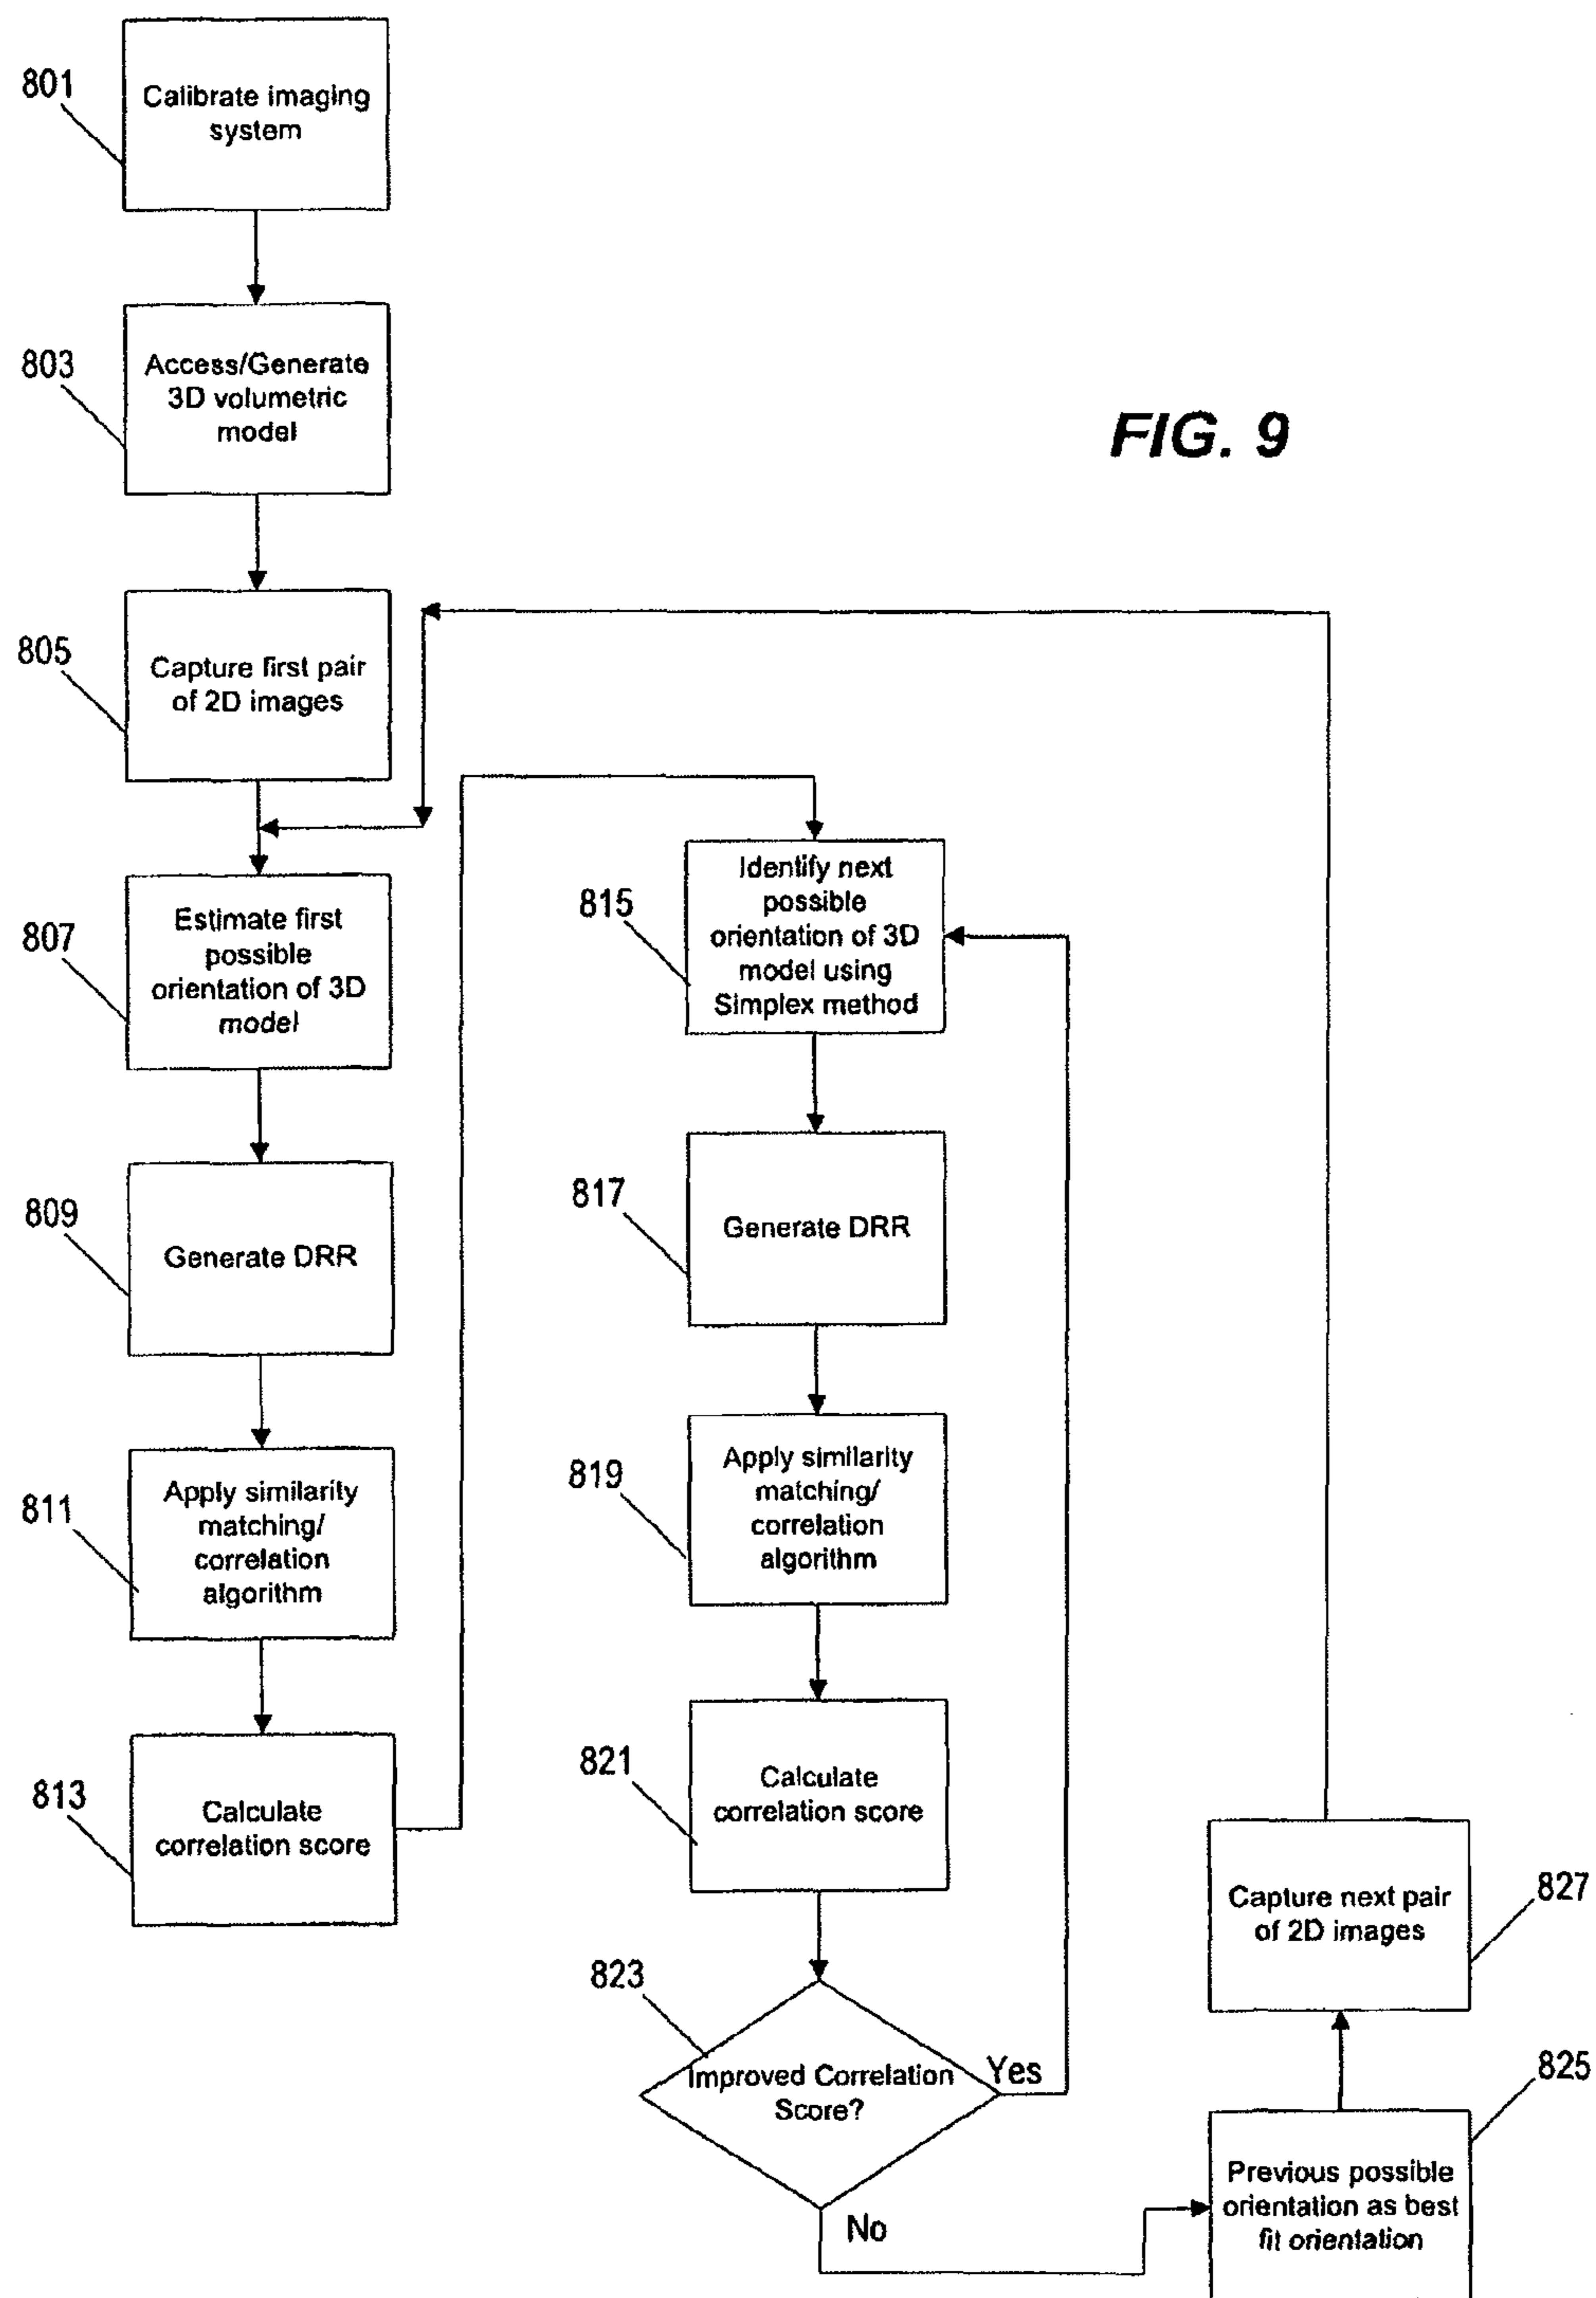 801
Calibrate imaging
system
803
Access/Generate
3D volumetric
model
FIG. 9
805
Capture first pair
of 2D images
807
Estimate first
possible
orientation of 3D
model
809
Generate DRR
811
Apply similarity
matching/
correlation
algorithm
813
Calculate
correlation score
815
Identify next
possible
orientation of 3D
model using
Simplex method
817
Generate DRR
819
Apply similarity
matching/
correlation
algorithm
821
Calculate
correlation score
823
Improved Correlation
Score?
Yes
No
825
Previous possible
orientation as best
fit orientation
827
Capture next pair
of 2D images